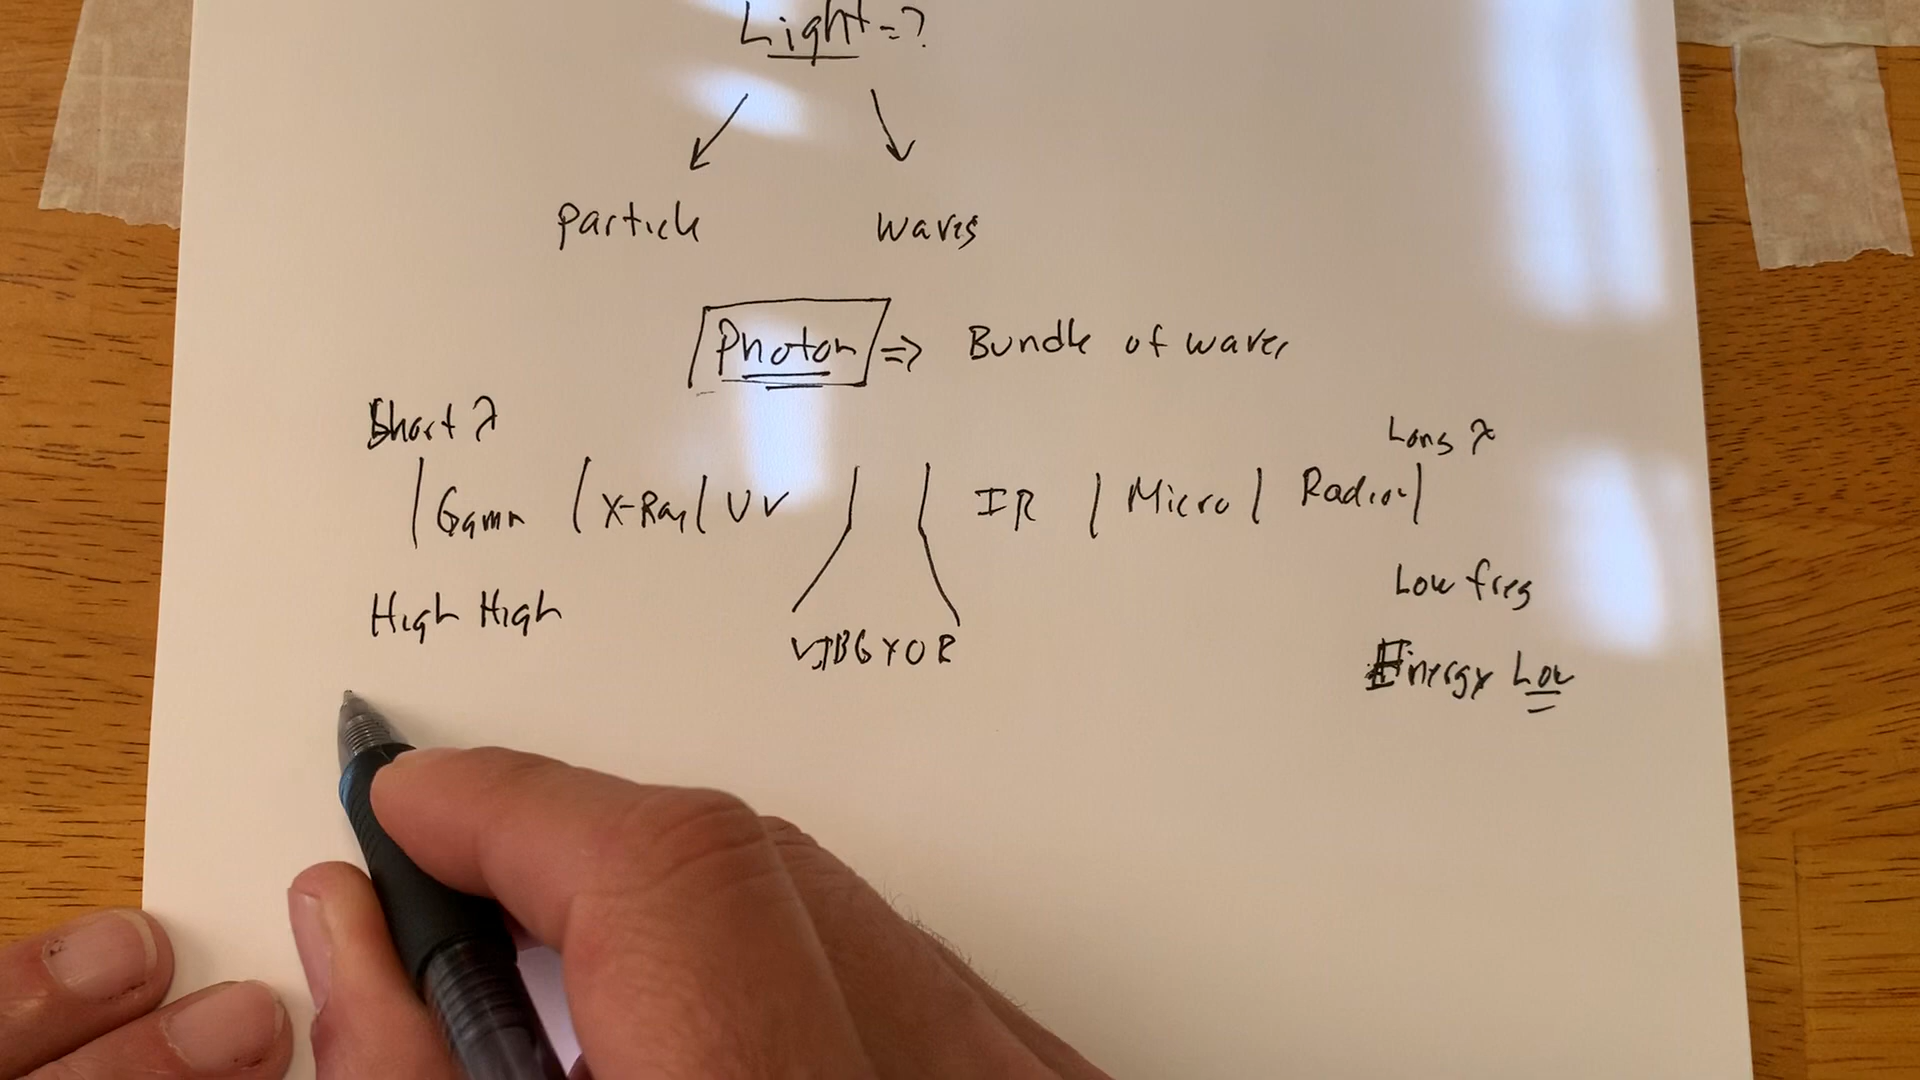 Light = ?
Particle Waves
Photon => Bundle of waves
Short λ Long λ
Gamm | X-Ray | UV | | IR | Micro | Radio
High High Low freq
VIBGYOR
Energy Low